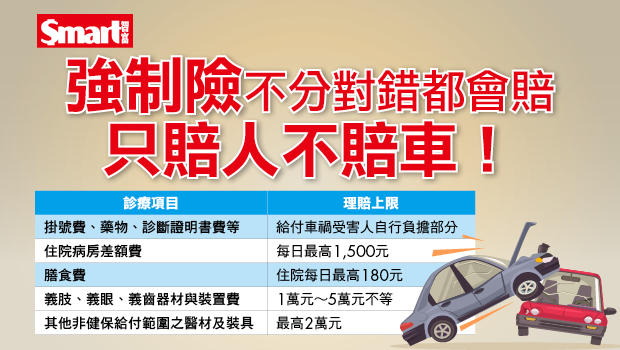 Smart智富
強制險不分對錯都會賠
只賠人不賠車！
診療項目 理賠上限
掛號費、藥物、診斷證明書費等 給付車禍受害人自行負擔部分
住院病房差額費 每日最高1,500元
膳食費 住院每日最高180元
義肢、義眼、義齒器材與裝置費 1萬元～5萬元不等
其他非健保給付範圍之醫材及裝具 最高2萬元